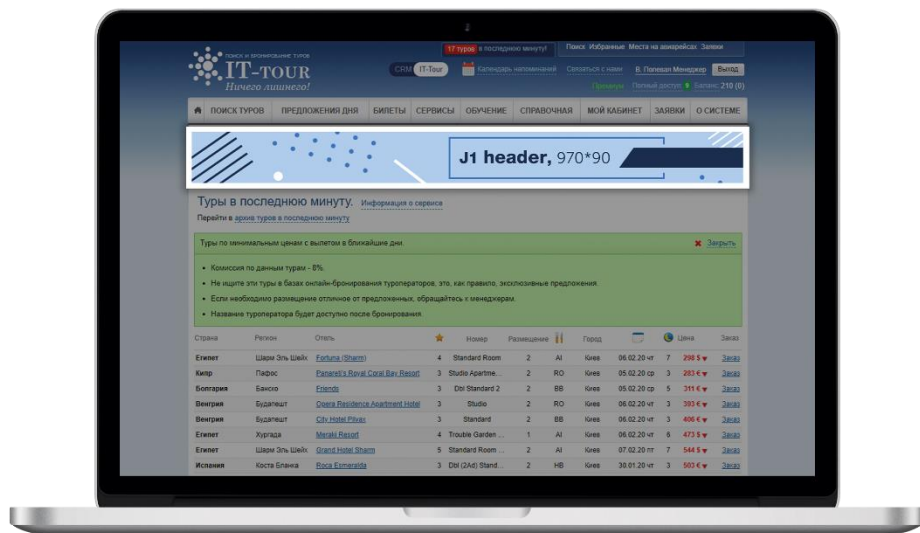 17 туров в последнюю минуту!
Поиск Избранные Места на авиарейсах Заявки
ПОИСК И БРОНИРОВАНИЕ ТУРОВ
IT-TOUR
Ничего лишнего!
CRM IT-Tour
Календарь напоминаний
Связаться с нами
В. Полевая Менеджер
Выход
Премиум Полный доступ Баланс: 210 (0)
ПОИСК ТУРОВ ПРЕДЛОЖЕНИЯ ДНЯ БИЛЕТЫ СЕРВИСЫ ОБУЧЕНИЕ СПРАВОЧНАЯ МОЙ КАБИНЕТ ЗАЯВКИ О СИСТЕМЕ
J1 header, 970*90
Туры в последнюю минуту. Информация о сервисе
Перейти в архив туров в последнюю минуту
Туры по минимальным ценам с вылетом в ближайшие дни.
Закрыть
Комиссия по данным турам - 8%.
Не ищите эти туры в базах онлайн-бронирования туроператоров, это, как правило, эксклюзивные предложения.
Если необходимо размещение отличное от предложенных, обращайтесь к менеджерам.
Название туроператора будет доступно после бронирования
Страна Регион Отель Номер Размещение Город Цена Заказ
Египет Шарм Эль Шейх Fortuna (Sharm) 4 Standard Room 2 AI Киев 06.02.20 чт 7 298 $ Заказ
Кипр Пафос Panareti's Royal Coral Bay Resort 3 Studio Apartme... 2 RO Киев 05.02.20 ср 3 283 € Заказ
Болгария Банско Friends 3 Dbl Standard 2 2 BB Киев 05.02.20 ср 5 311 € Заказ
Венгрия Будапешт Opera Residence Apartment Hotel 3 Studio 2 RO Киев 06.02.20 чт 3 393 € Заказ
Венгрия Будапешт City Hotel Pilvax 3 Standard 2 BB Киев 06.02.20 чт 3 406 € Заказ
Египет Хургада Meraki Resort 4 Trouble Garden ... 1 AI Киев 06.02.20 чт 6 473 $ Заказ
Египет Шарм Эль Шейх Grand Hotel Sharm 5 Standard Room ... 2 AI Киев 07.02.20 пт 7 544 $ Заказ
Испания Коста Бланка Roca Esmeralda 3 Dbl (2Ad) Stand... 2 HB Киев 30.01.20 чт 3 503 € Заказ